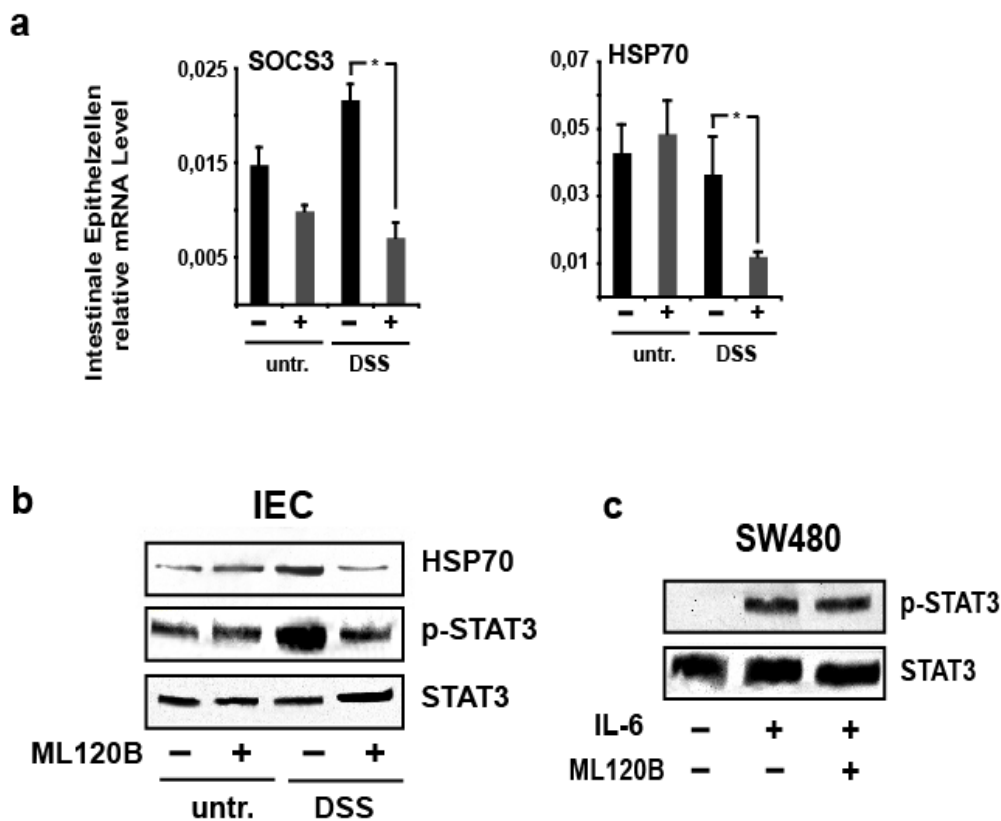 a
SOCS3
0,025
0,015
0,005
*
− + − +
untr. DSS
HSP70
0,07
0,05
0,03
0,01
*
− + − +
untr. DSS
Intestinale Epithelzellen
relative mRNA Level
b
IEC
HSP70
p-STAT3
STAT3
ML120B − + − +
untr. DSS
c
SW480
p-STAT3
STAT3
IL-6 − + +
ML120B − − +